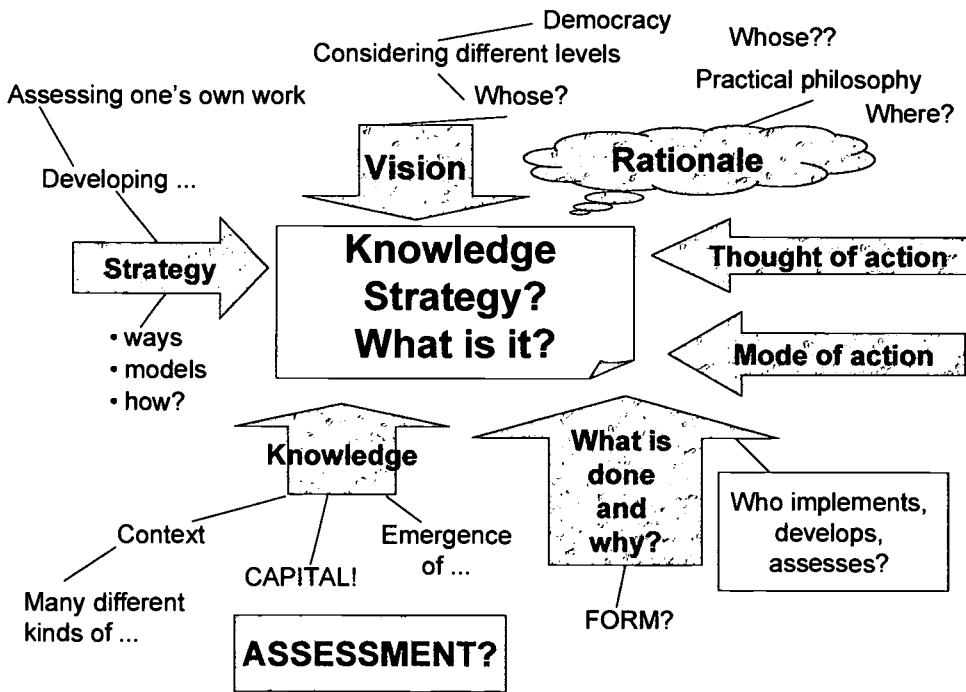 Democracy
Considering different levels
Whose?
Whose??
Practical philosophy
Where?
Assessing one's own work
Developing ...
Vision
Rationale
Strategy
Knowledge
Strategy?
What is it?
Thought of action
Mode of action
• ways
• models
• how?
Knowledge
Context
Many different
kinds of ...
CAPITAL!
Emergence
of ...
What is
done
and
why?
FORM?
Who implements,
develops,
assesses?
ASSESSMENT?